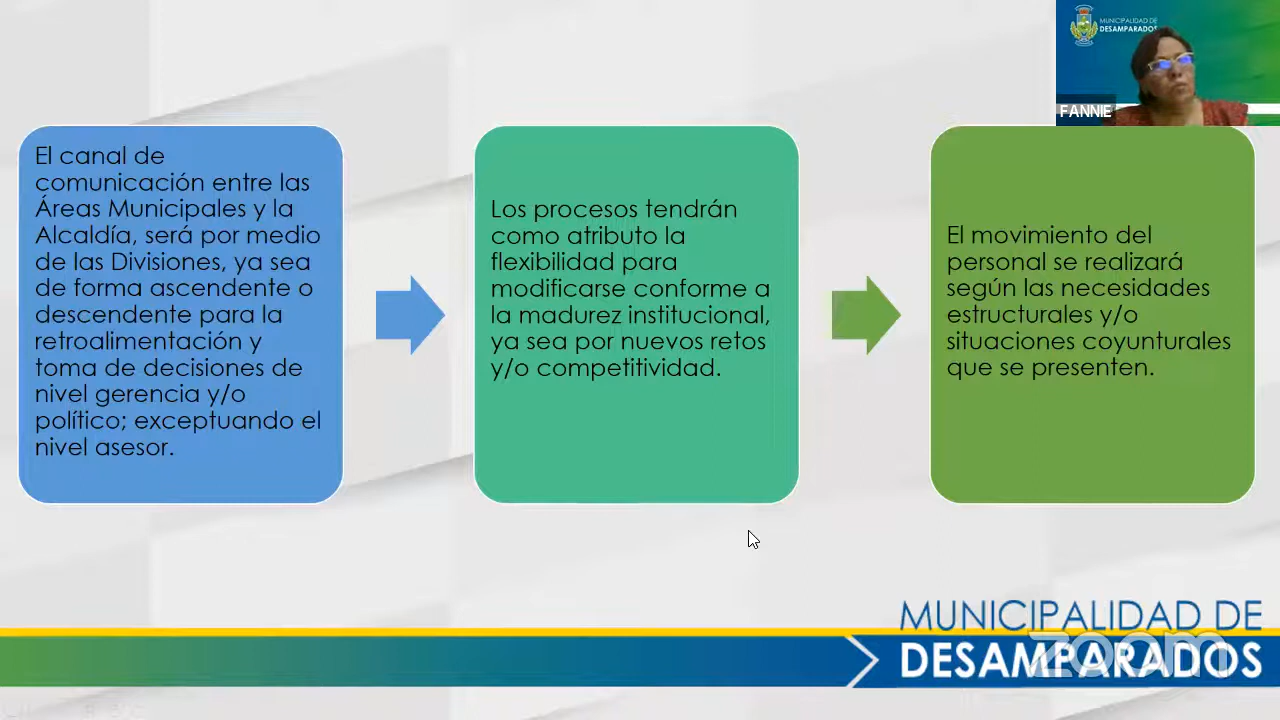 MUNICIPALIDAD DE
DESAMPARADOS
FANNIE
El canal de
comunicación entre las
Áreas Municipales y la
Alcaldía, será por medio
de las Divisiones, ya sea
de forma ascendente o
descendente para la
retroalimentación y
toma de decisiones de
nivel gerencia y/o
político; exceptuando el
nivel asesor.
Los procesos tendrán
como atributo la
flexibilidad para
modificarse conforme a
la madurez institucional,
ya sea por nuevos retos
y/o competitividad.
El movimiento del
personal se realizará
según las necesidades
estructurales y/o
situaciones coyunturales
que se presenten.
MUNICIPALIDAD DE
DESAMPARADOS
zoom